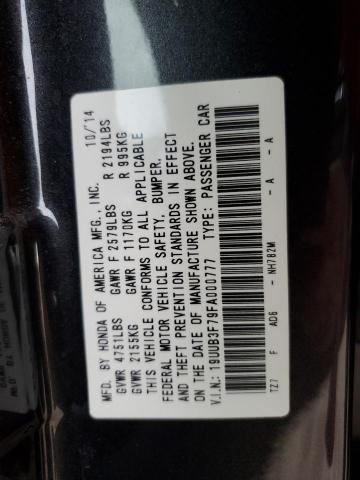 MFD. BY HONDA OF AMERICA MFG. INC. 10/'14
GVWR 4751LBS GAWR F 2579LBS R 2194LBS
GVWR 2155KG GAWR F 1170KG R 995KG
THIS VEHICLE CONFORMS TO ALL APPLICABLE
FEDERAL MOTOR VEHICLE SAFETY, BUMPER,
AND THEFT PREVENTION STANDARDS IN EFFECT
ON THE DATE OF MANUFACTURE SHOWN ABOVE.
V.I.N.: 19UUB3F79FA000777 TYPE: PASSENGER CAR
TZ7 F AD6 - NH782M - A - A